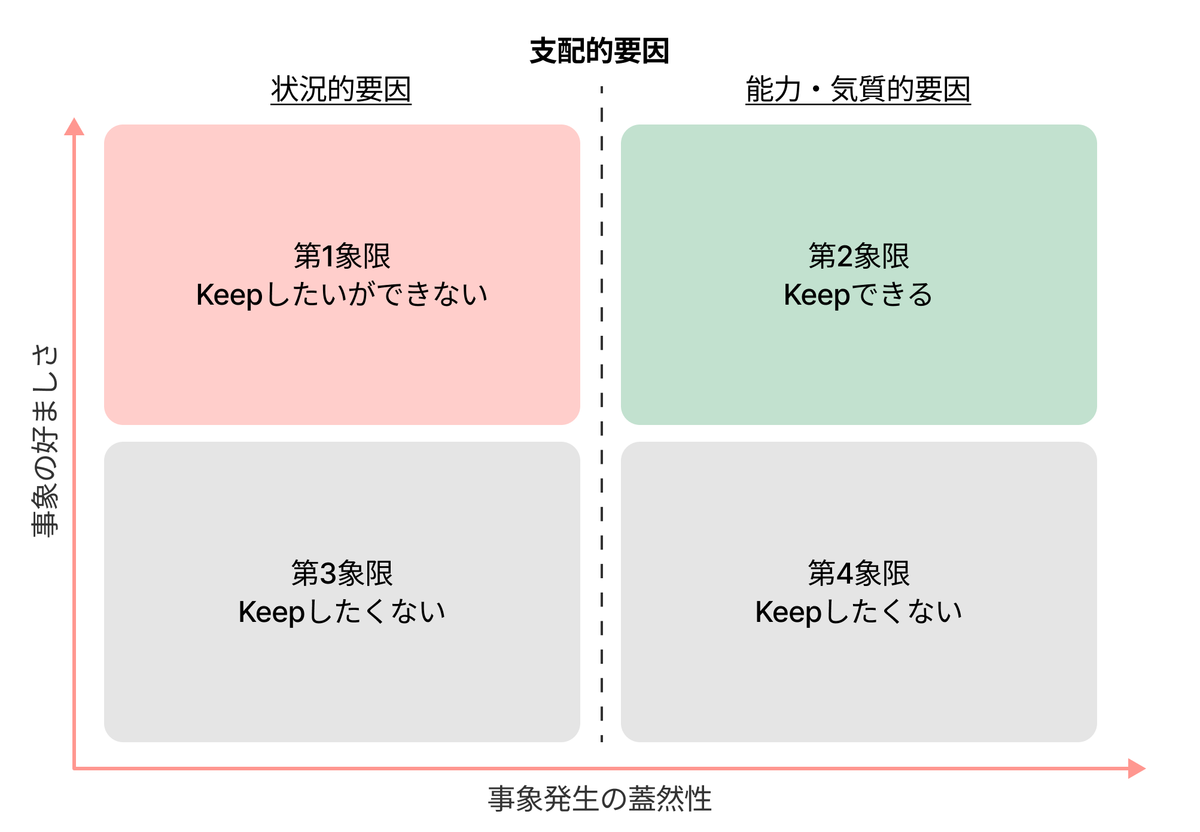 支配的要因
状況的要因
能力・気質的要因
第1象限
Keepしたいができない
第2象限
Keepできる
事象の好ましさ
第3象限
Keepしたくない
第4象限
Keepしたくない
事象発生の蓋然性